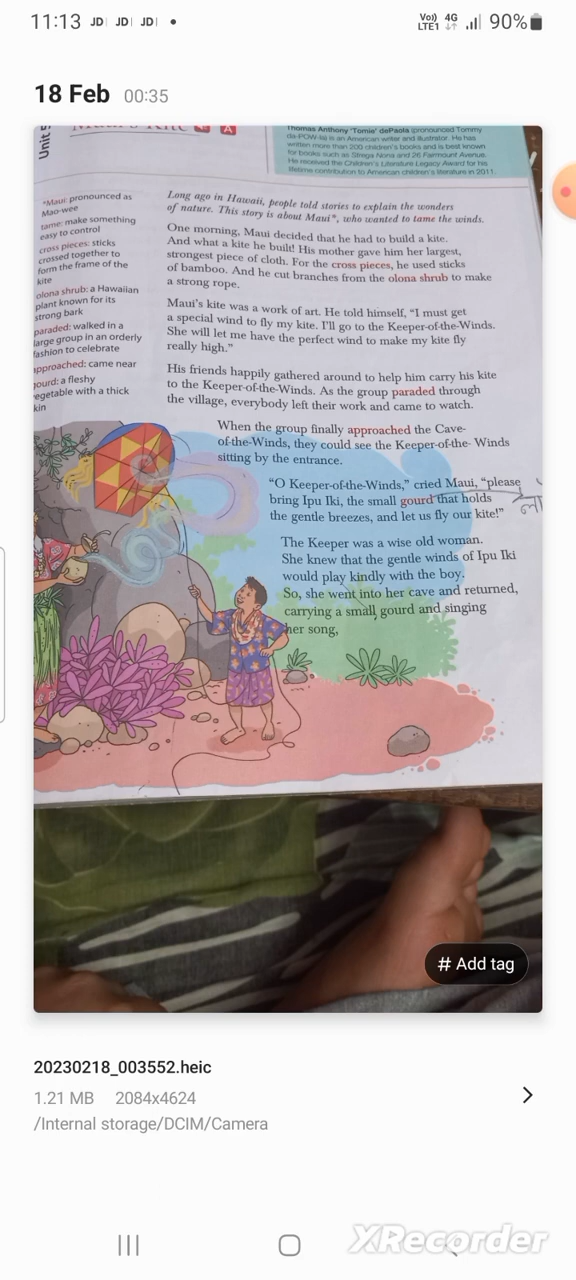 11:13 JD JD JD • Vo)) LTE1 4G 90%
18 Feb 00:35
Unit 5
A
Thomas Anthony 'Tomie' dePaola (pronounced Tommy
da-POW-la) is an American writer and illustrator. He has
written more than 200 children's books and is best known
for books such as Strega Nona and 26 Fairmount Avenue.
He received the Children's Literature Legacy Award for his
lifetime contribution to American children's literature in 2011.
*Maui: pronounced as
Mao-wee
tame: make something
easy to control
cross pieces: sticks
crossed together to
form the frame of the
kite
olona shrub: a Hawaiian
plant known for its
strong bark
paraded: walked in a
large group in an orderly
fashion to celebrate
approached: came near
gourd: a fleshy
vegetable with a thick
kin
Long ago in Hawaii, people told stories to explain the wonders
of nature. This story is about Maui*, who wanted to tame the winds.
One morning, Maui decided that he had to build a kite.
And what a kite he built! His mother gave him her largest,
strongest piece of cloth. For the cross pieces, he used sticks
of bamboo. And he cut branches from the olona shrub to make
a strong rope.
Maui's kite was a work of art. He told himself, “I must get
a special wind to fly my kite. I'll go to the Keeper-of-the-Winds.
She will let me have the perfect wind to make my kite fly
really high.”
His friends happily gathered around to help him carry his kite
to the Keeper-of-the-Winds. As the group paraded through
the village, everybody left their work and came to watch.
When the group finally approached the Cave-
of-the-Winds, they could see the Keeper-of-the- Winds
sitting by the entrance.
“O Keeper-of-the-Winds,” cried Maui, “please
bring Ipu Iki, the small gourd that holds
the gentle breezes, and let us fly our kite!”
The Keeper was a wise old woman.
She knew that the gentle winds of Ipu Iki
would play kindly with the boy.
So, she went into her cave and returned,
carrying a small gourd and singing
her song,
# Add tag
20230218_003552.heic
1.21 MB 2084x4624
/Internal storage/DCIM/Camera
XRecorder